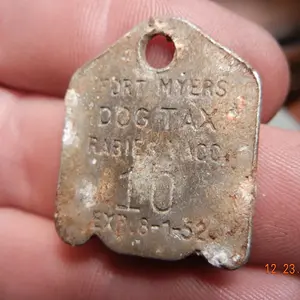 FORT MYERS
DOG TAX
RABIES VACC.
10
EXP. 8-1-52
12.23